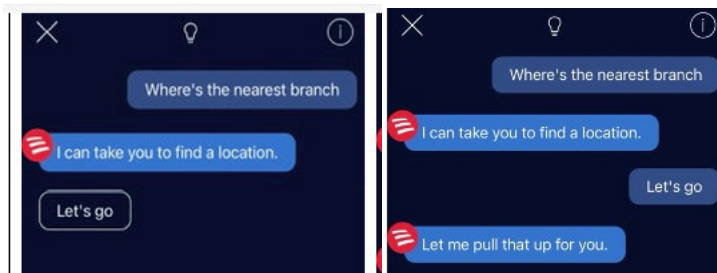 Where's the nearest branch
I can take you to find a location.
Let's go
Where's the nearest branch
I can take you to find a location.
Let's go
Let me pull that up for you.